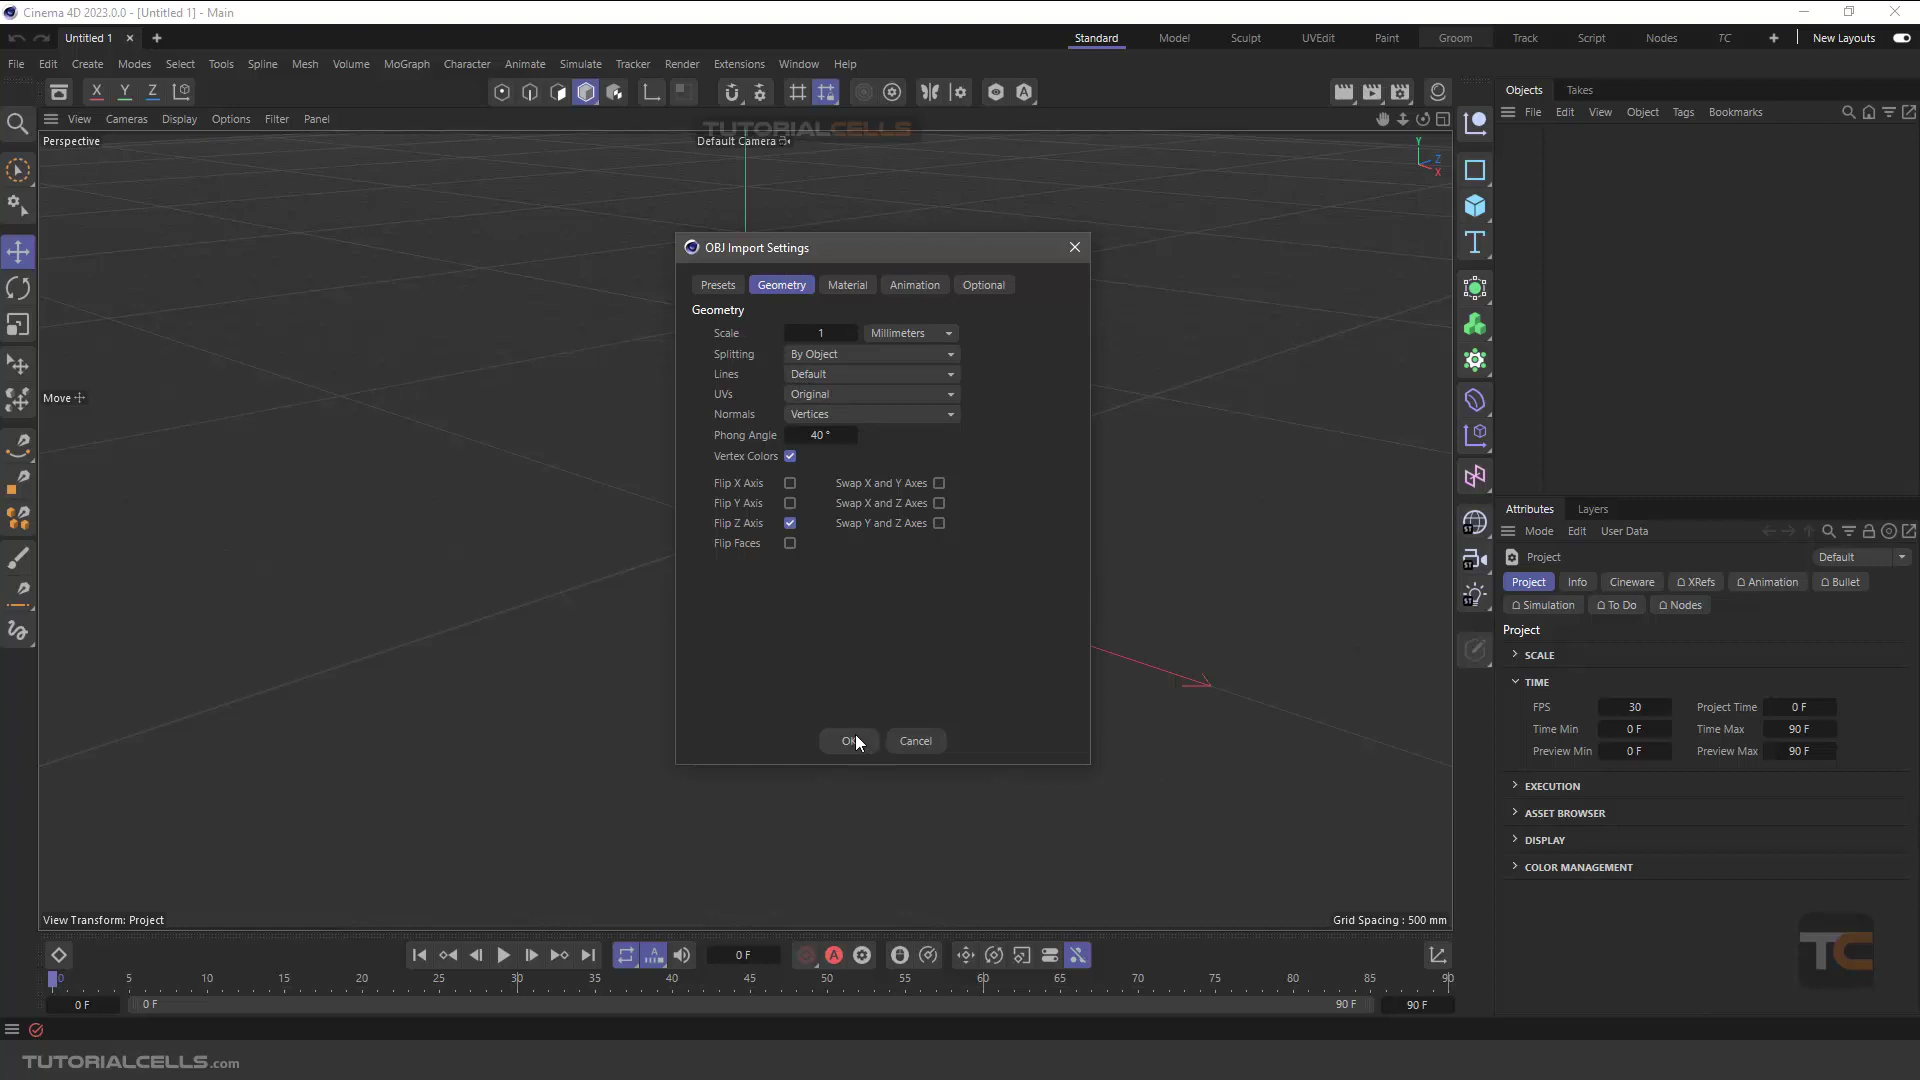 Cinema 4D 2023.0.0 - [Untitled 1] - Main
Untitled 1
Standard Model Sculpt UVEdit Paint Groom Track Script Nodes TC New Layouts
File Edit Create Modes Select Tools Spline Mesh Volume MoGraph Character Animate Simulate Tracker Render Extensions Window Help
X Y Z
Objects Takes
View Cameras Display Options Filter Panel
File Edit View Object Tags Bookmarks
TUTORIALCELLS
Perspective
Default Camera
Y
Z
X
Move
OBJ Import Settings
Presets Geometry Material Animation Optional
Geometry
Scale 1 Millimeters
Splitting By Object
Lines Default
UVs Original
Normals Vertices
Phong Angle 40 °
Vertex Colors
Flip X Axis Swap X and Y Axes
Flip Y Axis Swap X and Z Axes
Flip Z Axis Swap Y and Z Axes
Flip Faces
OK Cancel
Attributes Layers
Mode Edit User Data
Project Default
Project Info Cineware XRefs Animation Bullet
Simulation To Do Nodes
Project
SCALE
TIME
FPS 30 Project Time 0 F
Time Min 0 F Time Max 90 F
Preview Min 0 F Preview Max 90 F
EXECUTION
ASSET BROWSER
DISPLAY
COLOR MANAGEMENT
View Transform: Project
Grid Spacing : 500 mm
0 F
0 5 10 15 20 25 30 35 40 45 50 55 60 65 70 75 80 85 90
0 F 0 F 90 F 90 F
TC
TUTORIALCELLS.com